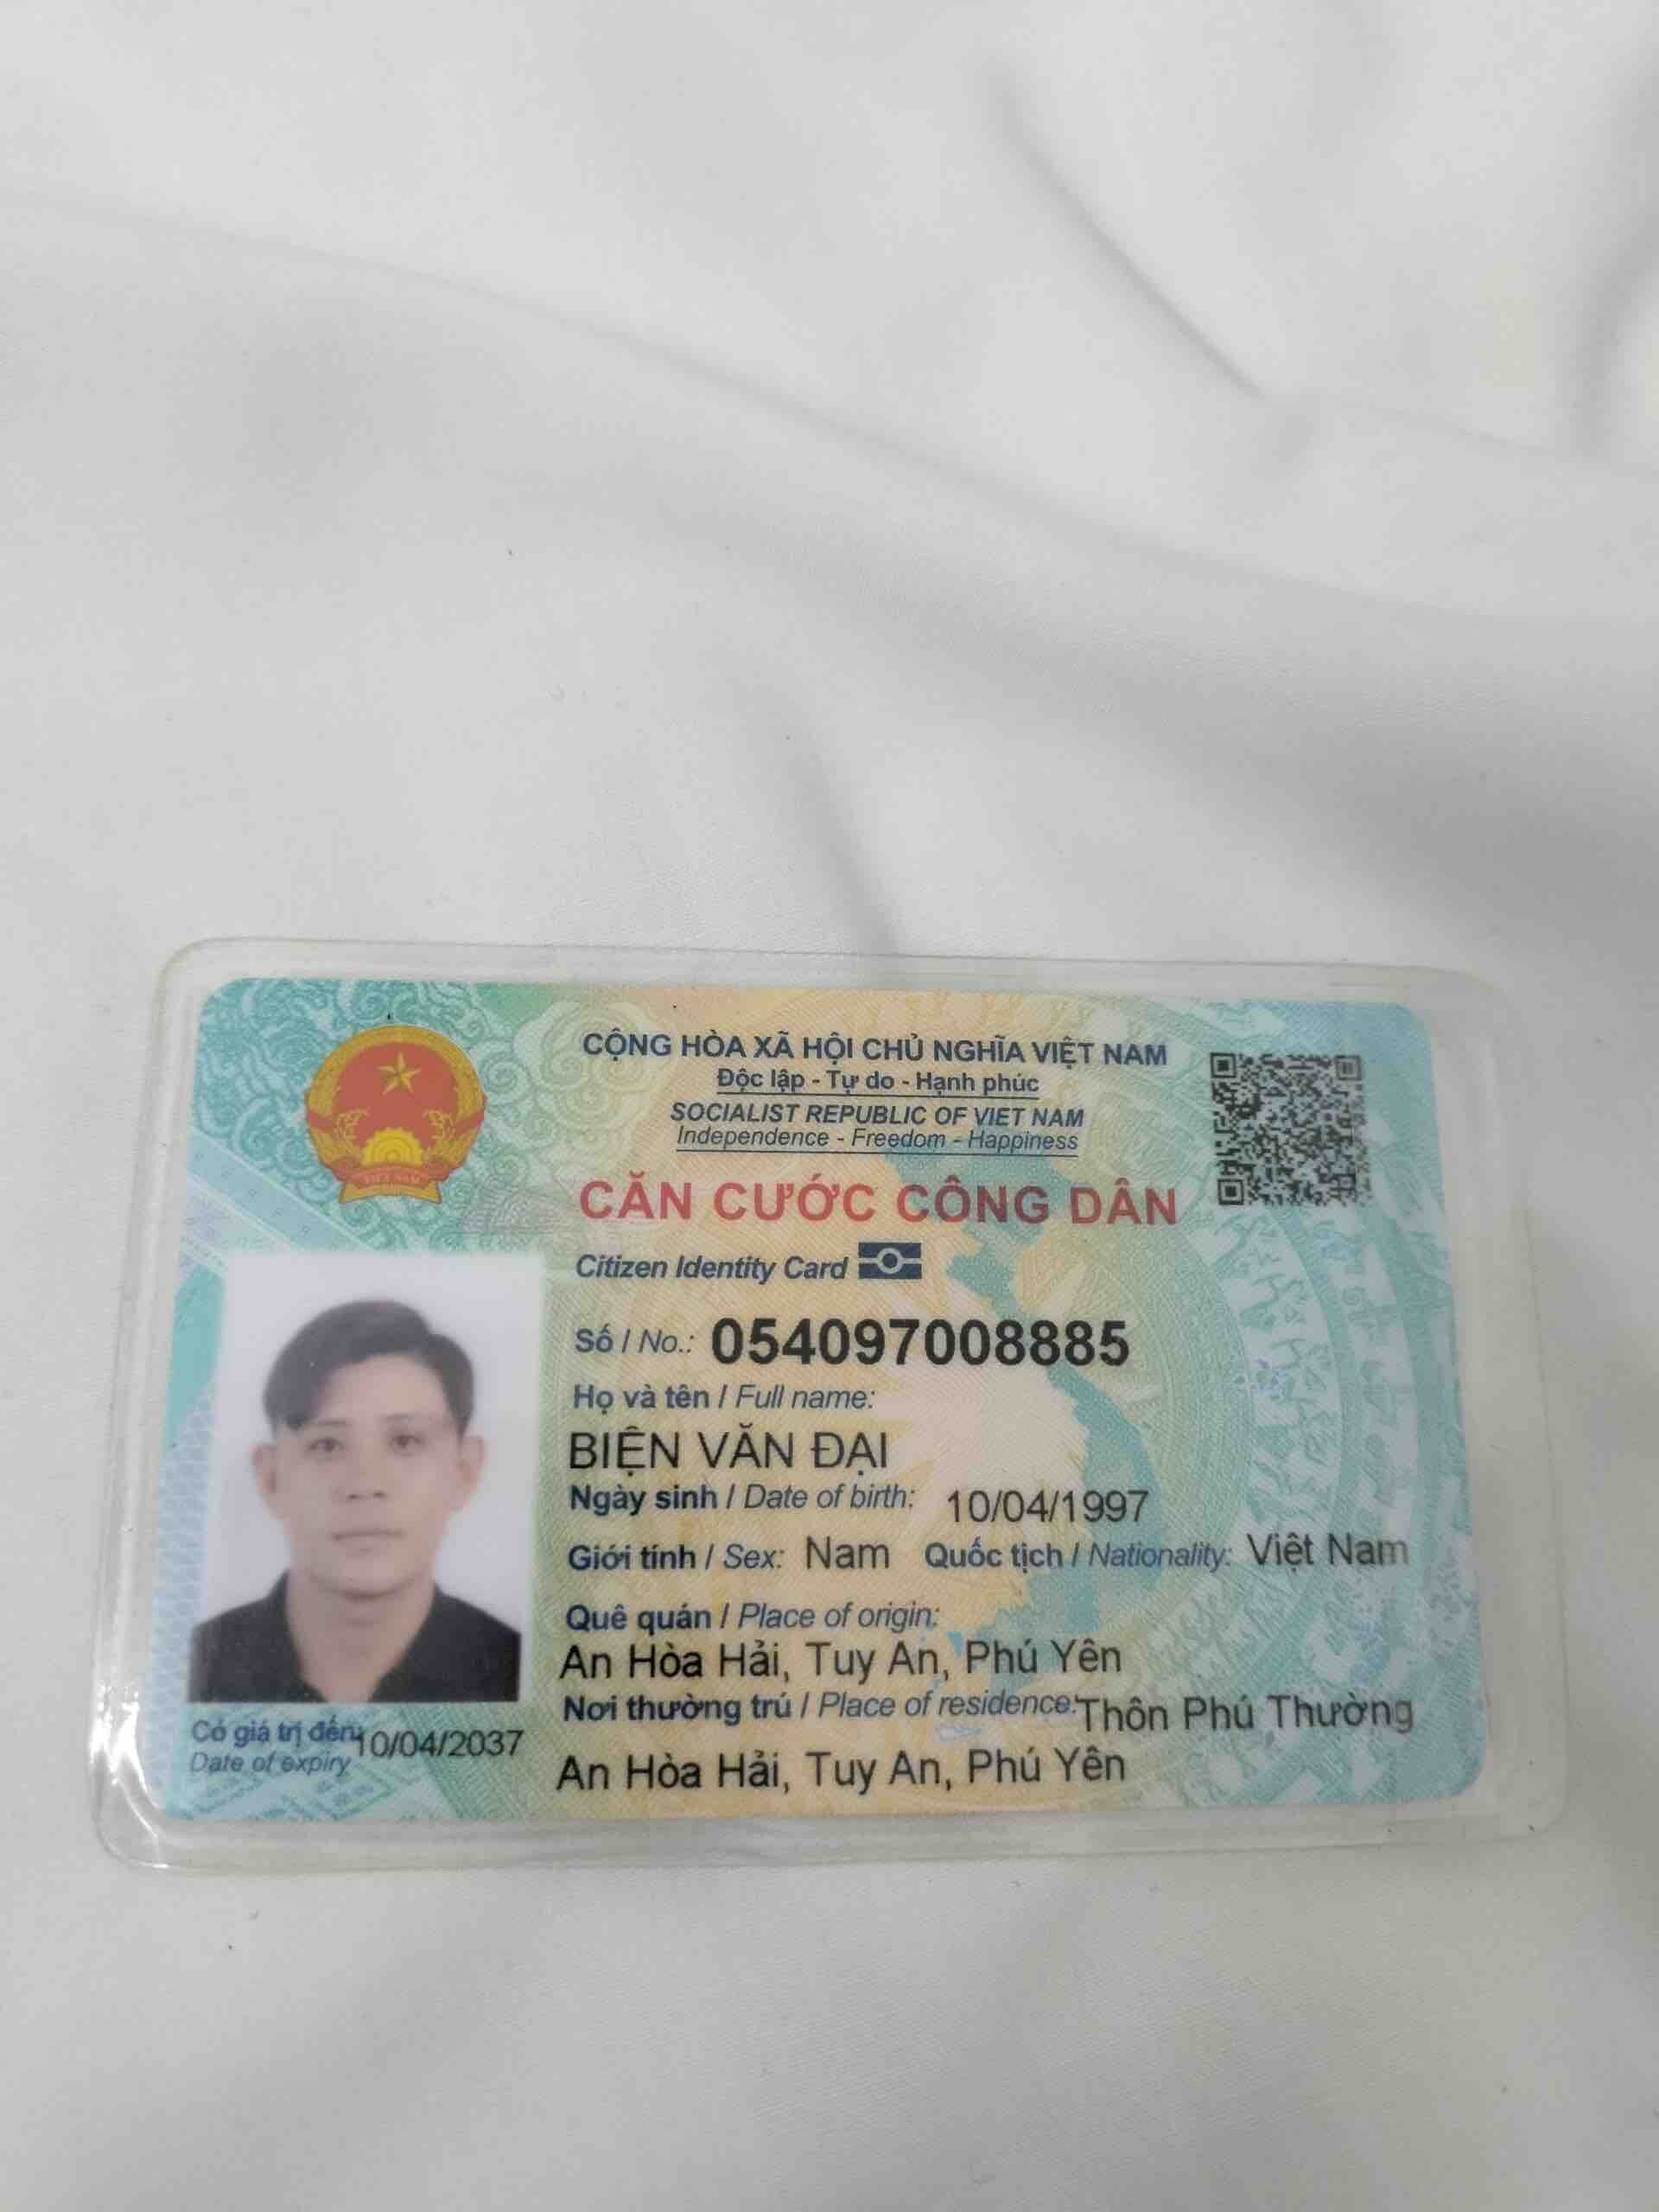 CỘNG HÒA XÃ HỘI CHỦ NGHĨA VIỆT NAM
Độc lập - Tự do - Hạnh phúc
SOCIALIST REPUBLIC OF VIET NAM
Independence - Freedom - Happiness
CĂN CƯỚC CÔNG DÂN
Citizen Identity Card
Số / No.: 054097008885
Họ và tên / Full name:
BIỆN VĂN ĐẠI
Ngày sinh / Date of birth: 10/04/1997
Giới tính / Sex: Nam Quốc tịch / Nationality: Việt Nam
Quê quán / Place of origin:
An Hòa Hải, Tuy An, Phú Yên
Nơi thường trú / Place of residence: Thôn Phú Thường
An Hòa Hải, Tuy An, Phú Yên
Có giá trị đến: 10/04/2037
Date of expiry
VIỆT NAM